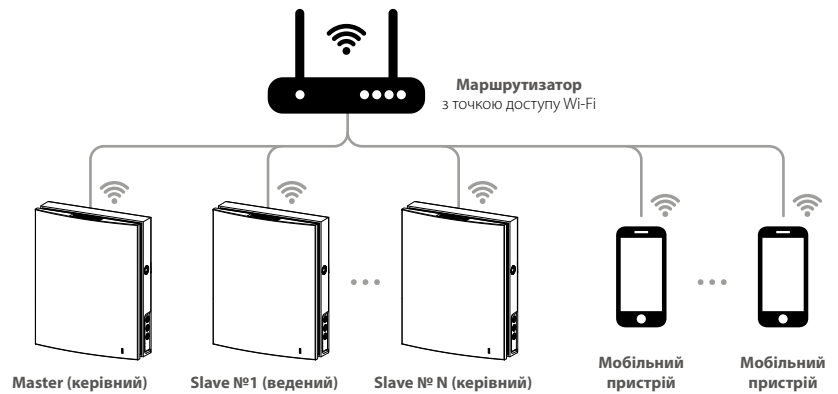 Маршрутизатор
з точкою доступу Wi-Fi
Master (керівний)
Slave №1 (ведений)
Slave № N (керівний)
Мобільний
пристрій
Мобільний
пристрій